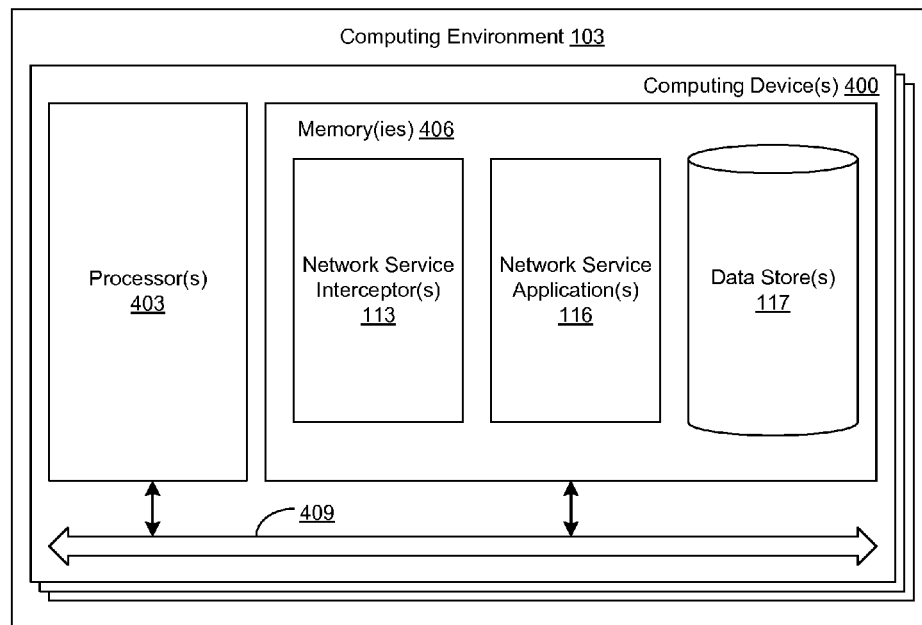 Computing Environment 103
Computing Device(s) 400
Memory(ies) 406
Processor(s)
403
Network Service
Interceptor(s)
113
Network Service
Application(s)
116
Data Store(s)
117
409